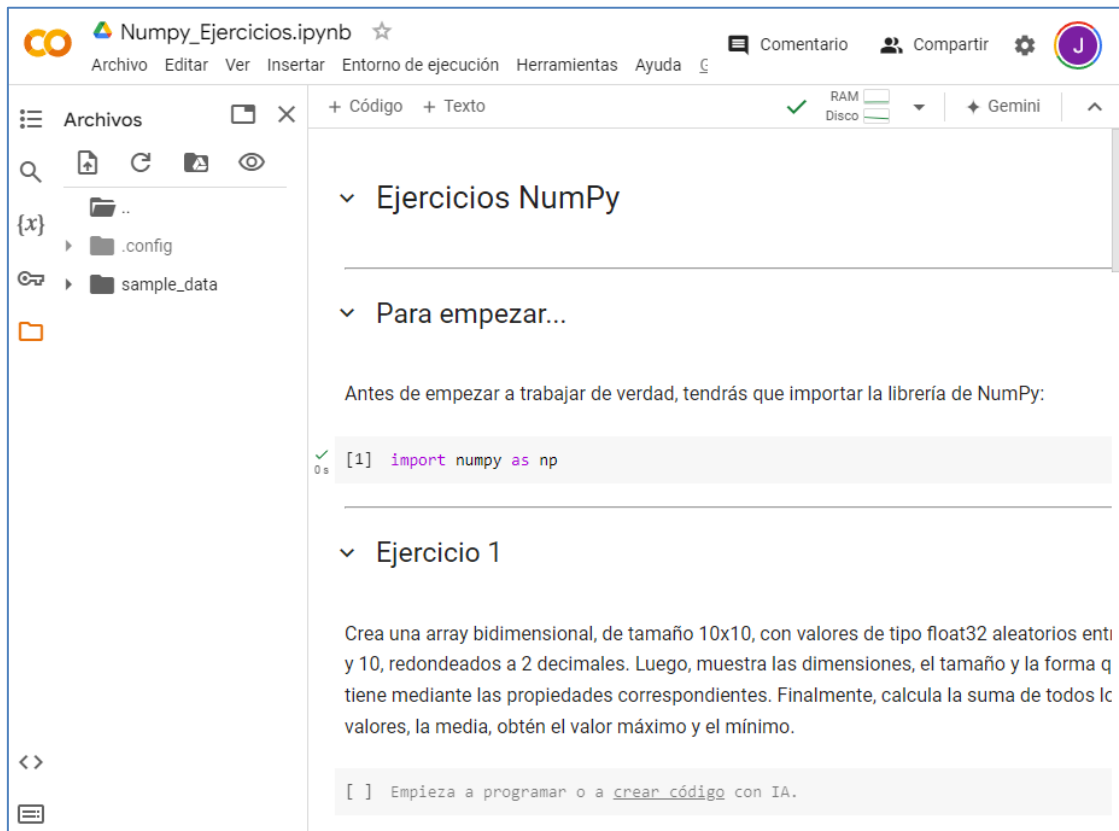 Numpy_Ejercicios.ipynb
Comentario
Compartir
J
Archivo Editar Ver Insertar Entorno de ejecución Herramientas Ayuda
+ Código + Texto
RAM
Disco
Gemini
Archivos
{x}
..
.config
sample_data
Ejercicios NumPy
Para empezar...
Antes de empezar a trabajar de verdad, tendrás que importar la librería de NumPy:
[1] import numpy as np
0 s
Ejercicio 1
Crea una array bidimensional, de tamaño 10x10, con valores de tipo float32 aleatorios
y 10, redondeados a 2 decimales. Luego, muestra las dimensiones, el tamaño y la forma
tiene mediante las propiedades correspondientes. Finalmente, calcula la suma de todos
valores, la media, obtén el valor máximo y el mínimo.
[ ] Empieza a programar o a crear código con IA.